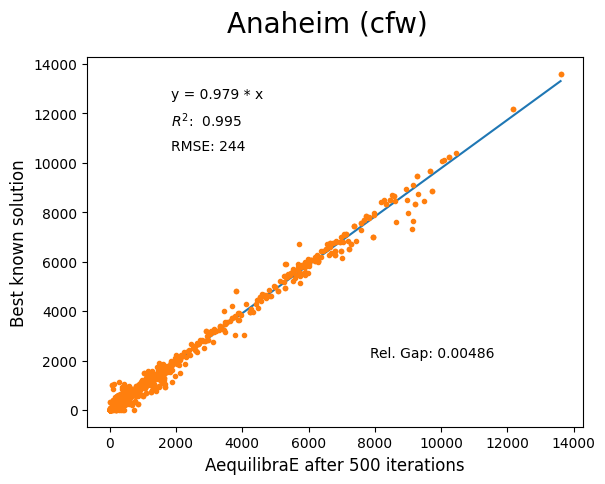 Anaheim (cfw)
14000
12000
10000
8000
6000
4000
2000
0
Best known solution
y = 0.979 * x
R²: 0.995
RMSE: 244
Rel. Gap: 0.00486
0 2000 4000 6000 8000 10000 12000 14000
AequilibraE after 500 iterations